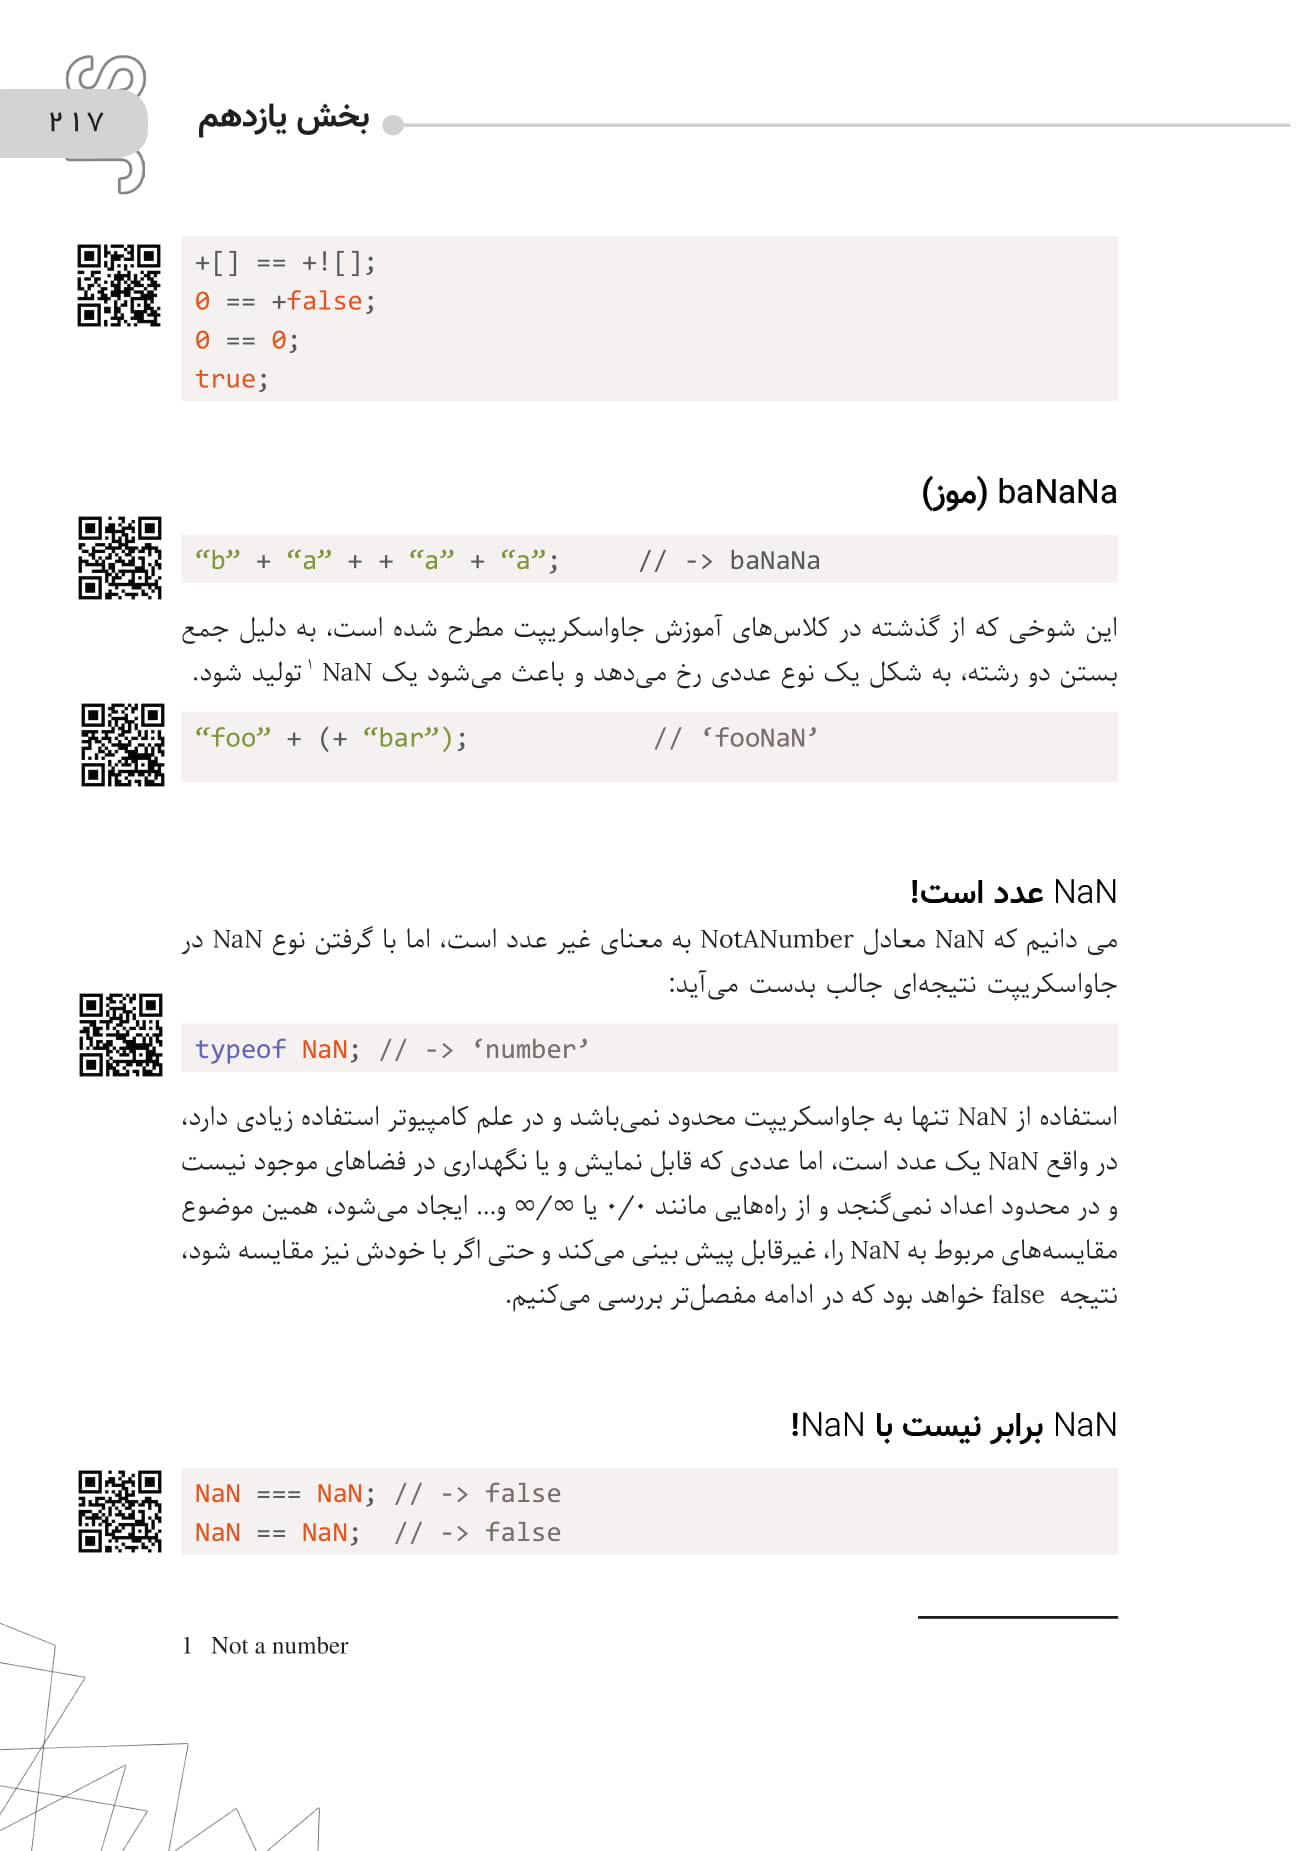 JS
۲۱۷
بخش یازدهم
+[] == +![];
0 == +false;
0 == 0;
true;
baNaNa (موز)
“b” + “a” + + “a” + “a”; // -> baNaNa
این شوخی که از گذشته در کلاس‌های آموزش جاواسکریپت مطرح شده است، به دلیل جمع
بستن دو رشته، به شکل یک نوع عددی رخ می‌دهد و باعث می‌شود یک NaN ۱ تولید شود.
“foo” + (+ “bar”); // ‘fooNaN’
NaN عدد است!
می دانیم که NaN معادل NotANumber به معنای غیر عدد است، اما با گرفتن نوع NaN در
جاواسکریپت نتیجه‌ای جالب بدست می‌آید:
typeof NaN; // -> ‘number’
استفاده از NaN تنها به جاواسکریپت محدود نمی‌باشد و در علم کامپیوتر استفاده زیادی دارد،
در واقع NaN یک عدد است، اما عددی که قابل نمایش و یا نگهداری در فضاهای موجود نیست
و در محدود اعداد نمی‌گنجد و از راه‌هایی مانند ۰/۰ یا ∞/∞ و... ایجاد می‌شود، همین موضوع
مقایسه‌های مربوط به NaN را، غیرقابل پیش بینی می‌کند و حتی اگر با خودش نیز مقایسه شود،
نتیجه false خواهد بود که در ادامه مفصل‌تر بررسی می‌کنیم.
NaN برابر نیست با NaN!
NaN === NaN; // -> false
NaN == NaN; // -> false
1 Not a number